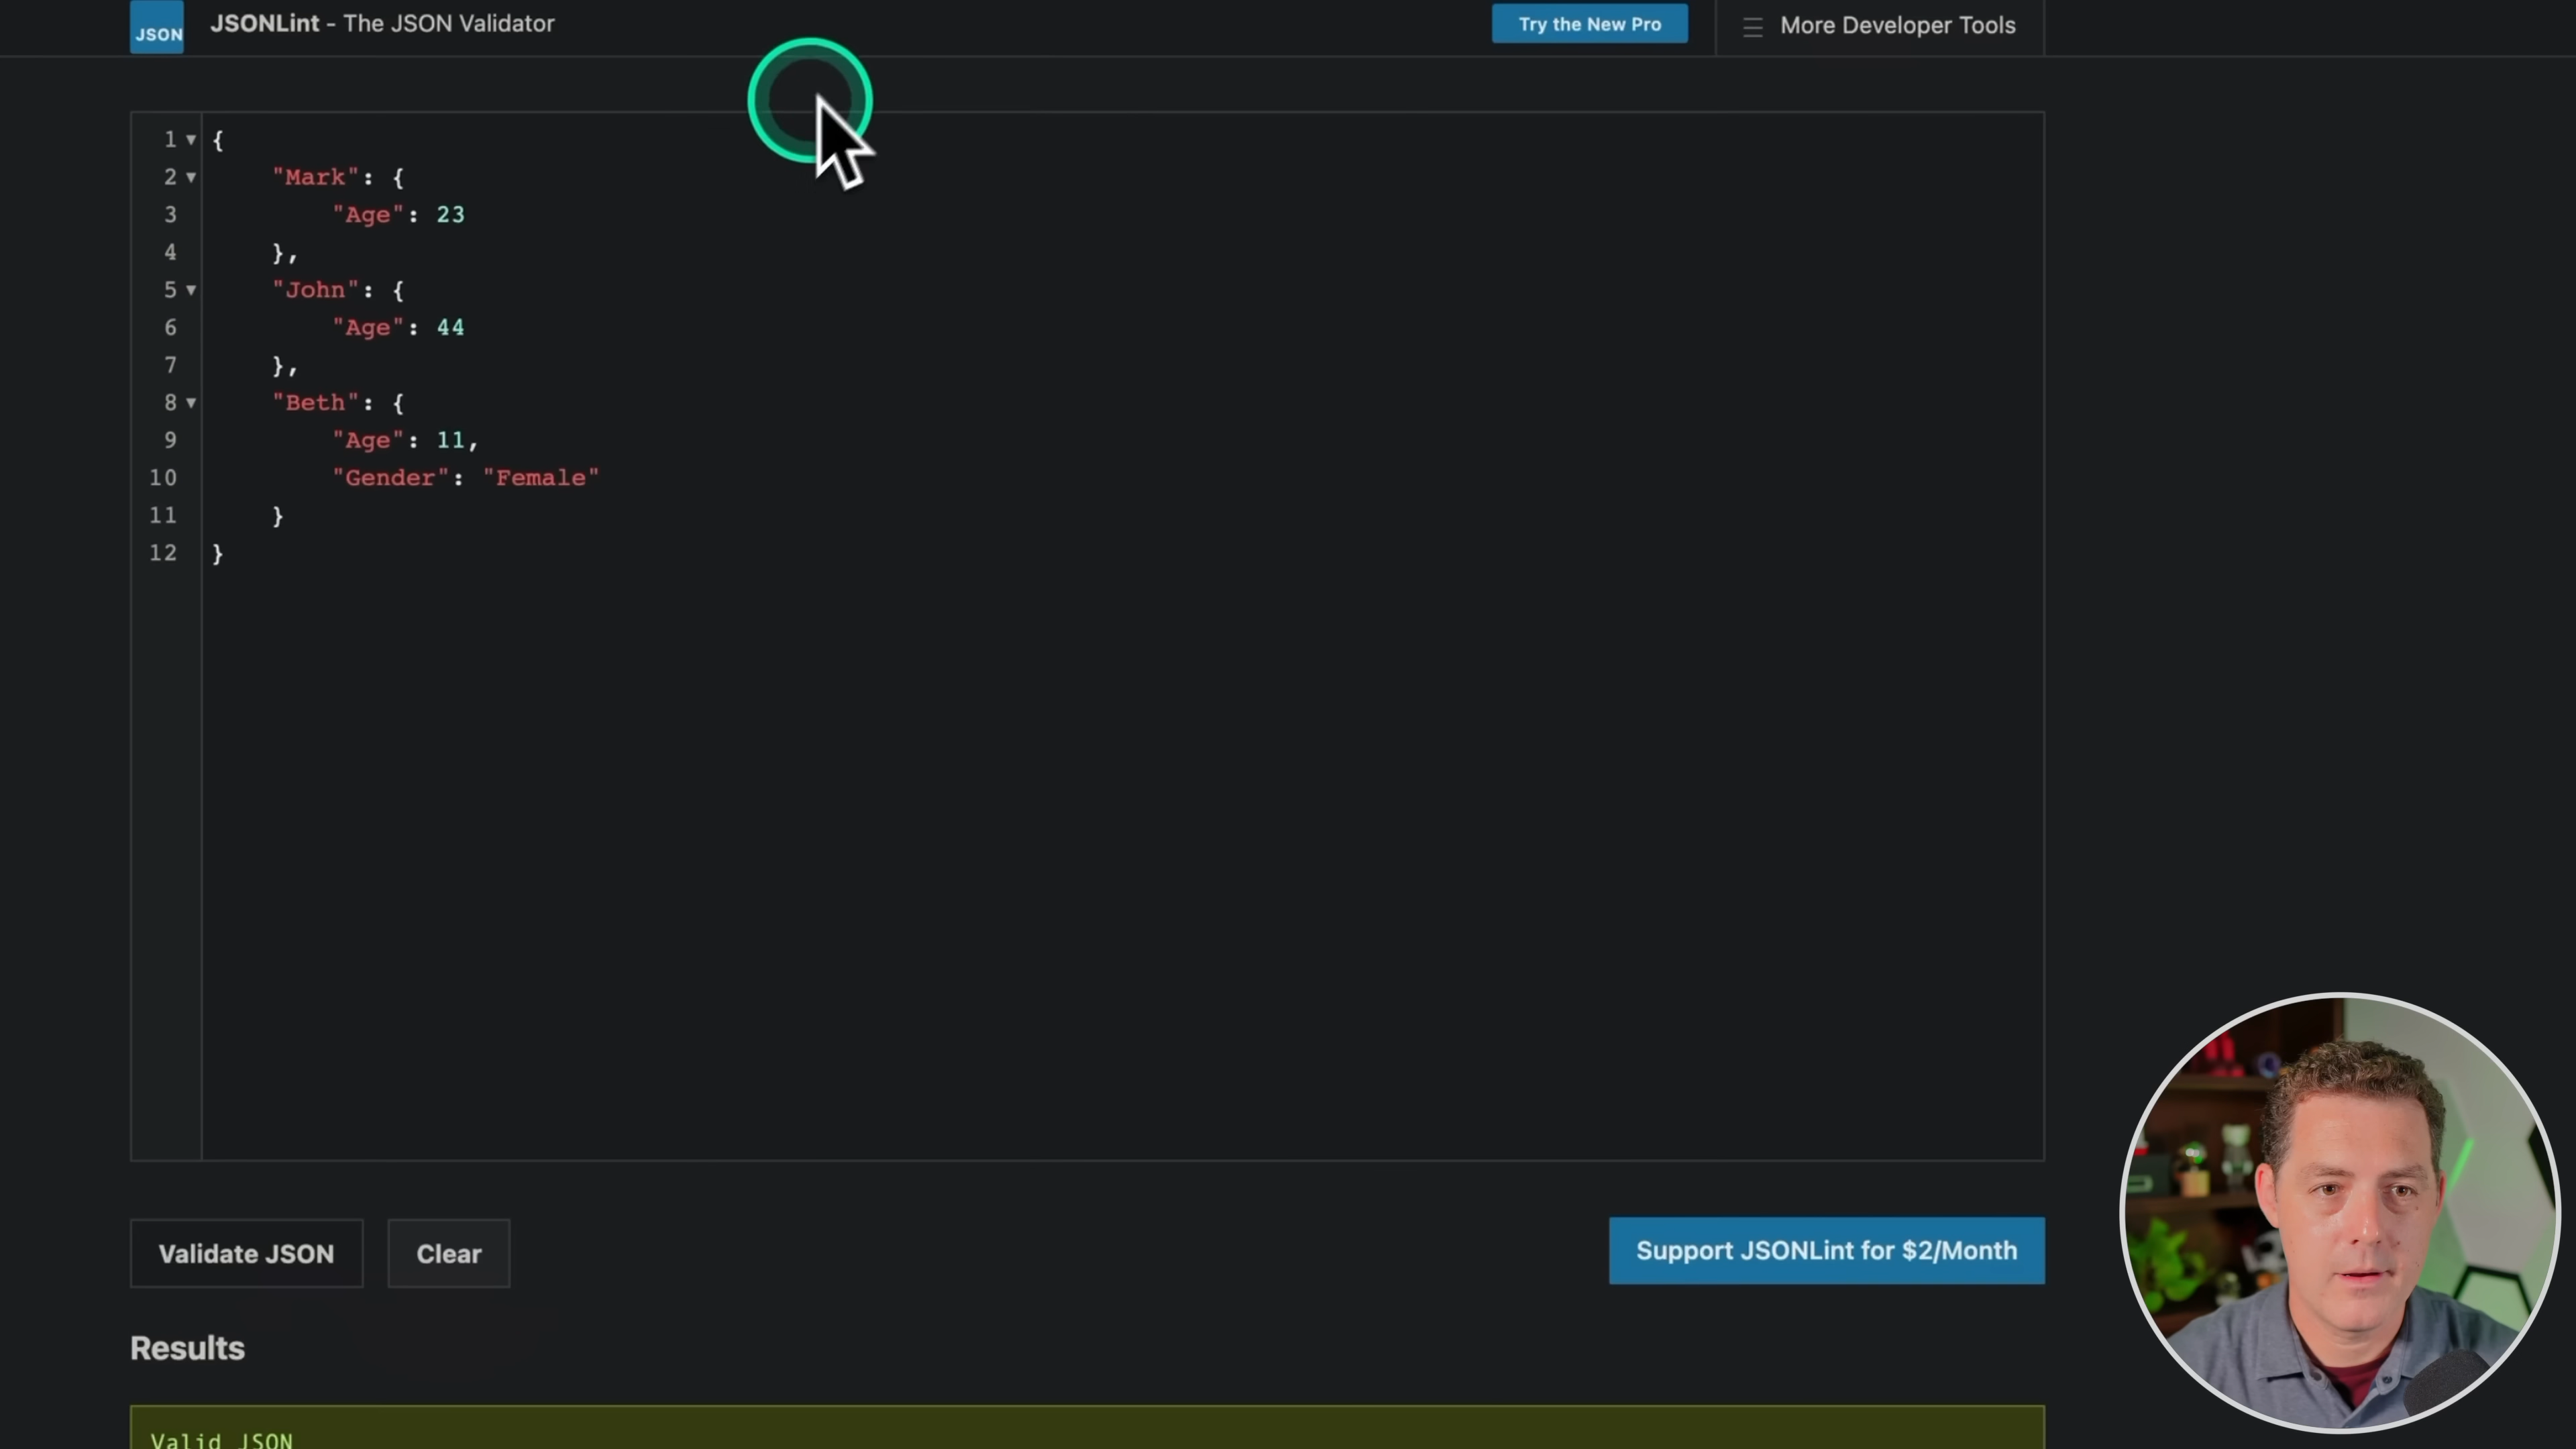 JSON
JSONLint - The JSON Validator
Try the New Pro
More Developer Tools
1 {
2 "Mark": {
3 "Age": 23
4 },
5 "John": {
6 "Age": 44
7 },
8 "Beth": {
9 "Age": 11,
10 "Gender": "Female"
11 }
12 }
Validate JSON
Clear
Support JSONLint for $2/Month
Results
Valid JSON